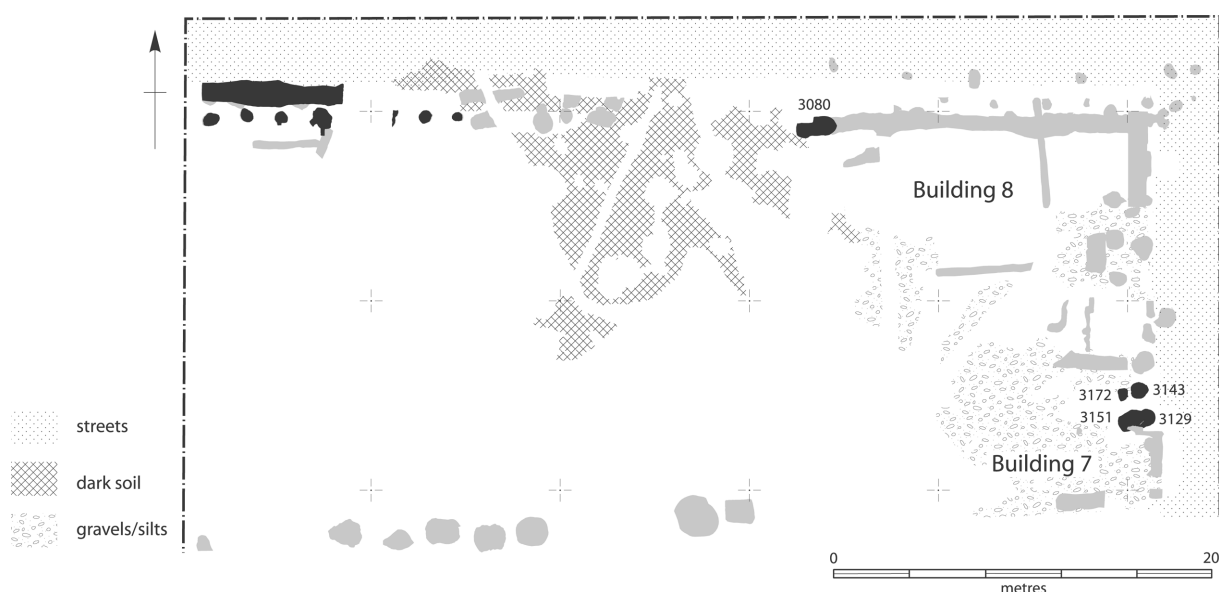 3080
Building 8
3172
3143
3151
3129
Building 7
streets
dark soil
gravels/silts
0
20
metres